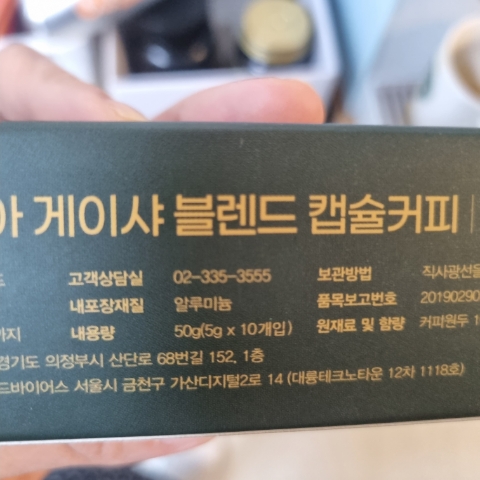 아 게이샤 블렌드 캡슐커피
드 고객상담실 02-335-3555 보관방법 직사광선을
내포장재질 알루미늄 품목보고번호 20190290
까지 내용량 50g(5g x 10개입) 원재료 및 함량 커피원두 1
경기도 의정부시 산단로 68번길 152, 1층
드바이어스 서울시 금천구 가산디지털2로 14 (대륭테크노타운 12차 1118호)